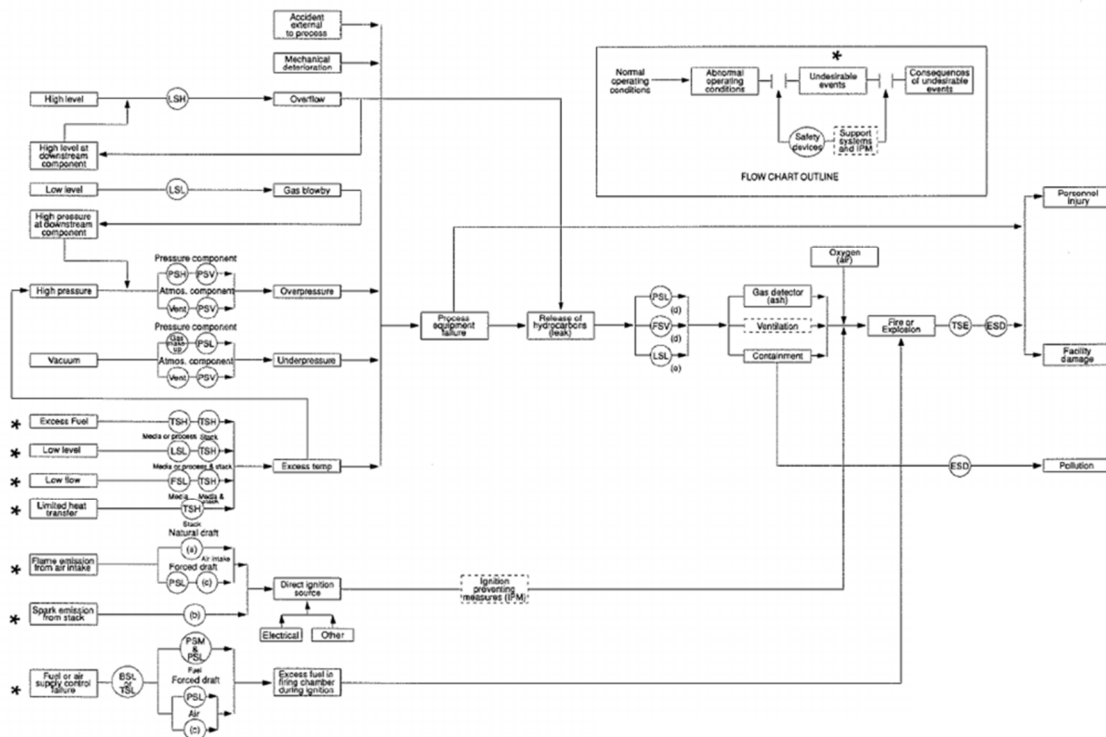 Accident
external
to process
Mechanical
deterioration
High level
LSH
Overflow
High level at
downstream
component
Low level
LSL
Gas blowby
High pressure
at downstream
component
Pressure component
PSH
PSV
High pressure
Atmos. component
Overpressure
Vent
PSV
Pressure component
Gas
make
up
PSL
Vacuum
Atmos. component
Underpressure
Vent
PSV
* Excess Fuel
TSH
TSH
Media or process
Stack
* Low level
LSL
TSH
Media or process & stack
Excess temp
* Low flow
FSL
TSH
Media
Media &
stack
* Limited heat
transfer
TSH
Stack
Natural draft
(a)
Air intake
* Flame emission
from air intake
Forced draft
PSL
(c)
Direct ignition
source
* Spark emission
from stack
(b)
Electrical
Other
Ignition
preventing
measures (IPM)
* Fuel or air
supply control
failure
BSL
or
TSL
PSM
&
PSL
Fuel
Forced draft
PSL
Air
(c)
Excess fuel in
firing chamber
during ignition
Process
equipment
failure
Release of
hydrocarbons
(leak)
PSL
(d)
FSV
(d)
LSL
(e)
Gas detector
(ash)
Ventilation
Containment
Oxygen
(air)
Fire or
Explosion
TSE
ESD
Personnel
Injury
Facility
damage
ESD
Pollution
*
Normal
operating
conditions
Abnormal
operating
conditions
Undesirable
events
Consequences
of undesirable
events
Safety
devices
Support
systems
and IPM
FLOW CHART OUTLINE